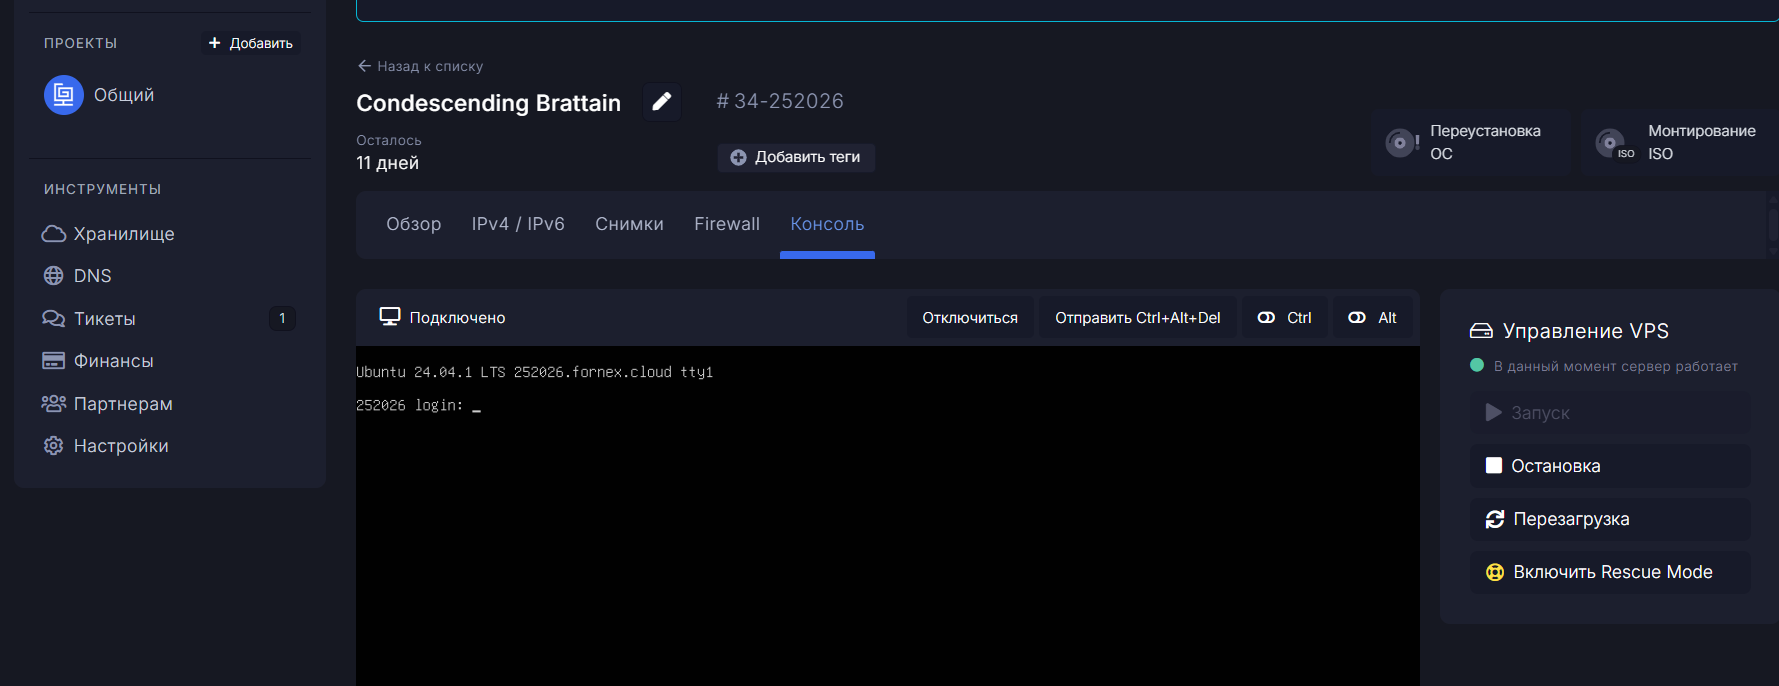 ПРОЕКТЫ
+ Добавить
Общий
ИНСТРУМЕНТЫ
Хранилище
DNS
Тикеты
1
Финансы
Партнерам
Настройки
← Назад к списку
Condescending Brattain
# 34-252026
Осталось
11 дней
Добавить теги
Переустановка
ОС
ISO
Монтирование
ISO
Обзор
IPv4 / IPv6
Снимки
Firewall
Консоль
Подключено
Отключиться
Отправить Ctrl+Alt+Del
Ctrl
Alt
Ubuntu 24.04.1 LTS 252026.fornex.cloud tty1
252026 login: _
Управление VPS
В данный момент сервер работает
Запуск
Остановка
Перезагрузка
Включить Rescue Mode